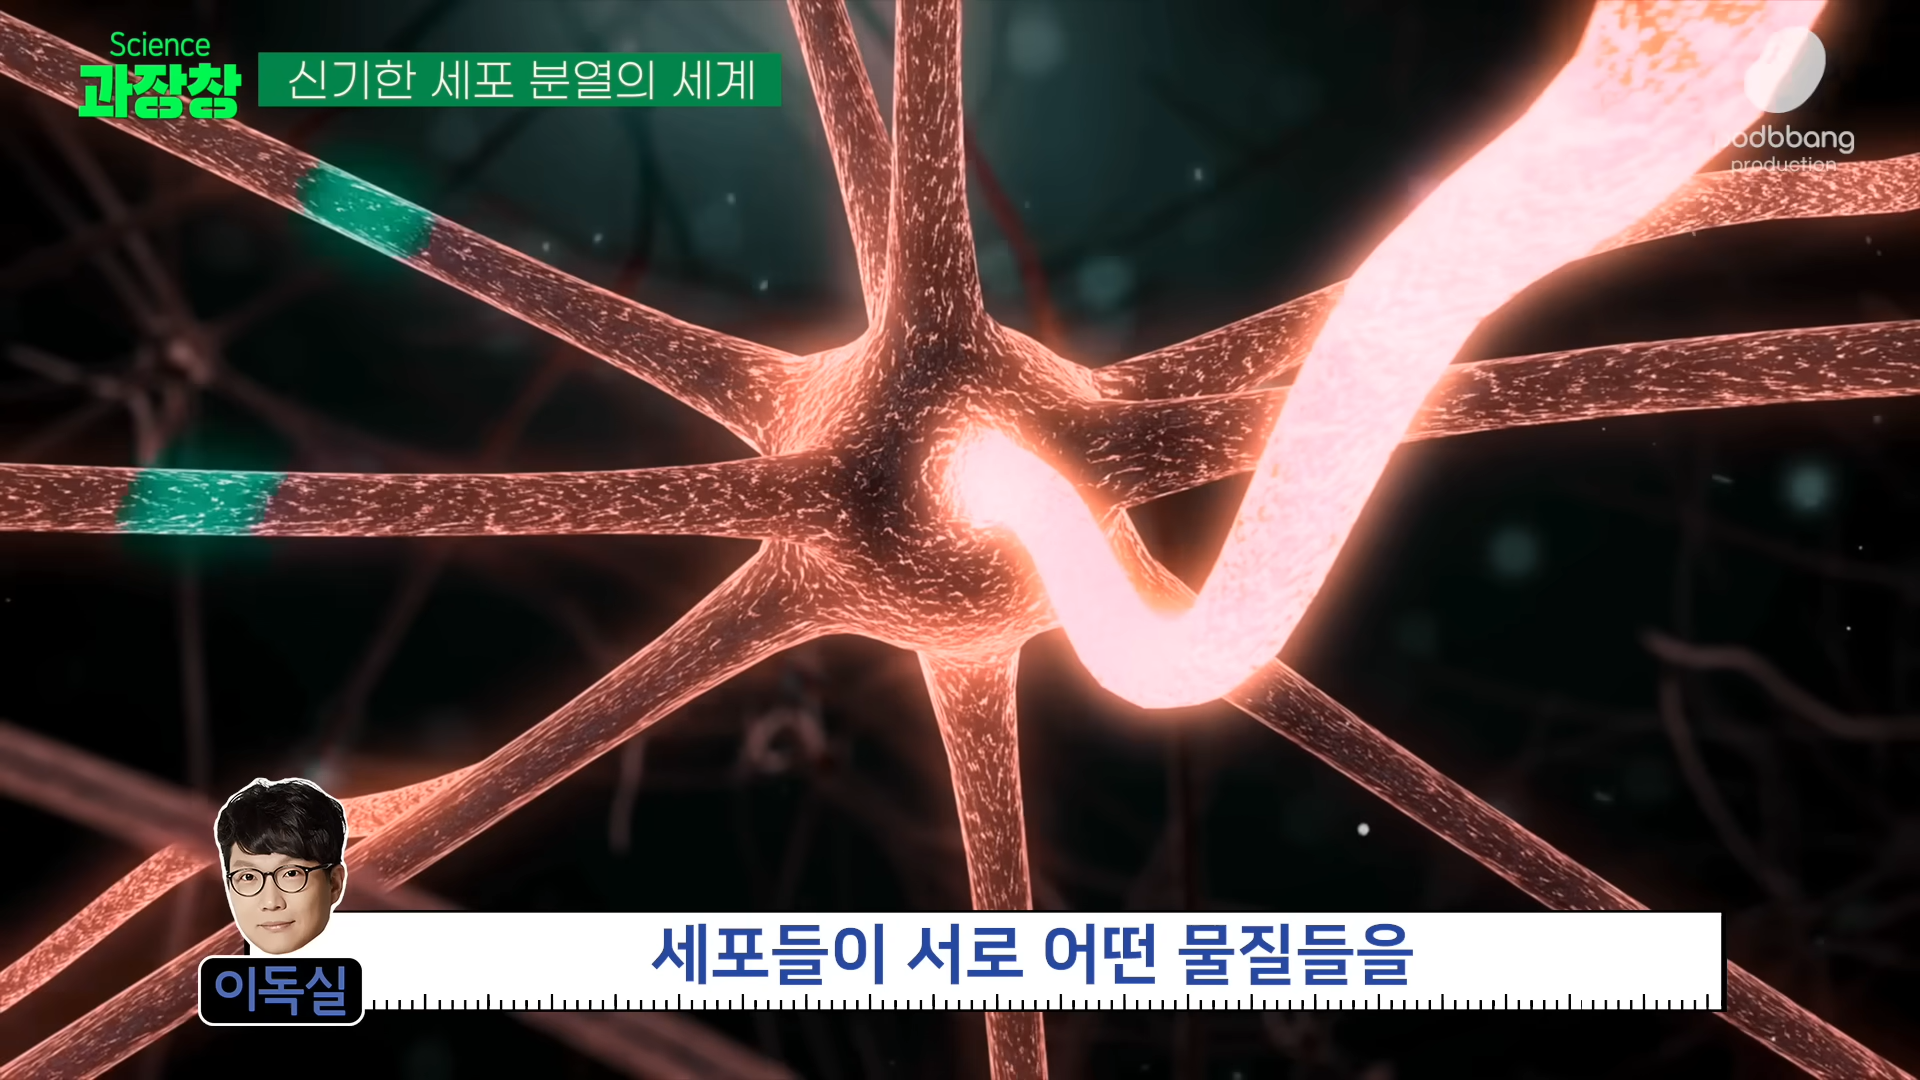 Science
과장창
신기한 세포 분열의 세계
podbbang
production
세포들이 서로 어떤 물질들을
이독실